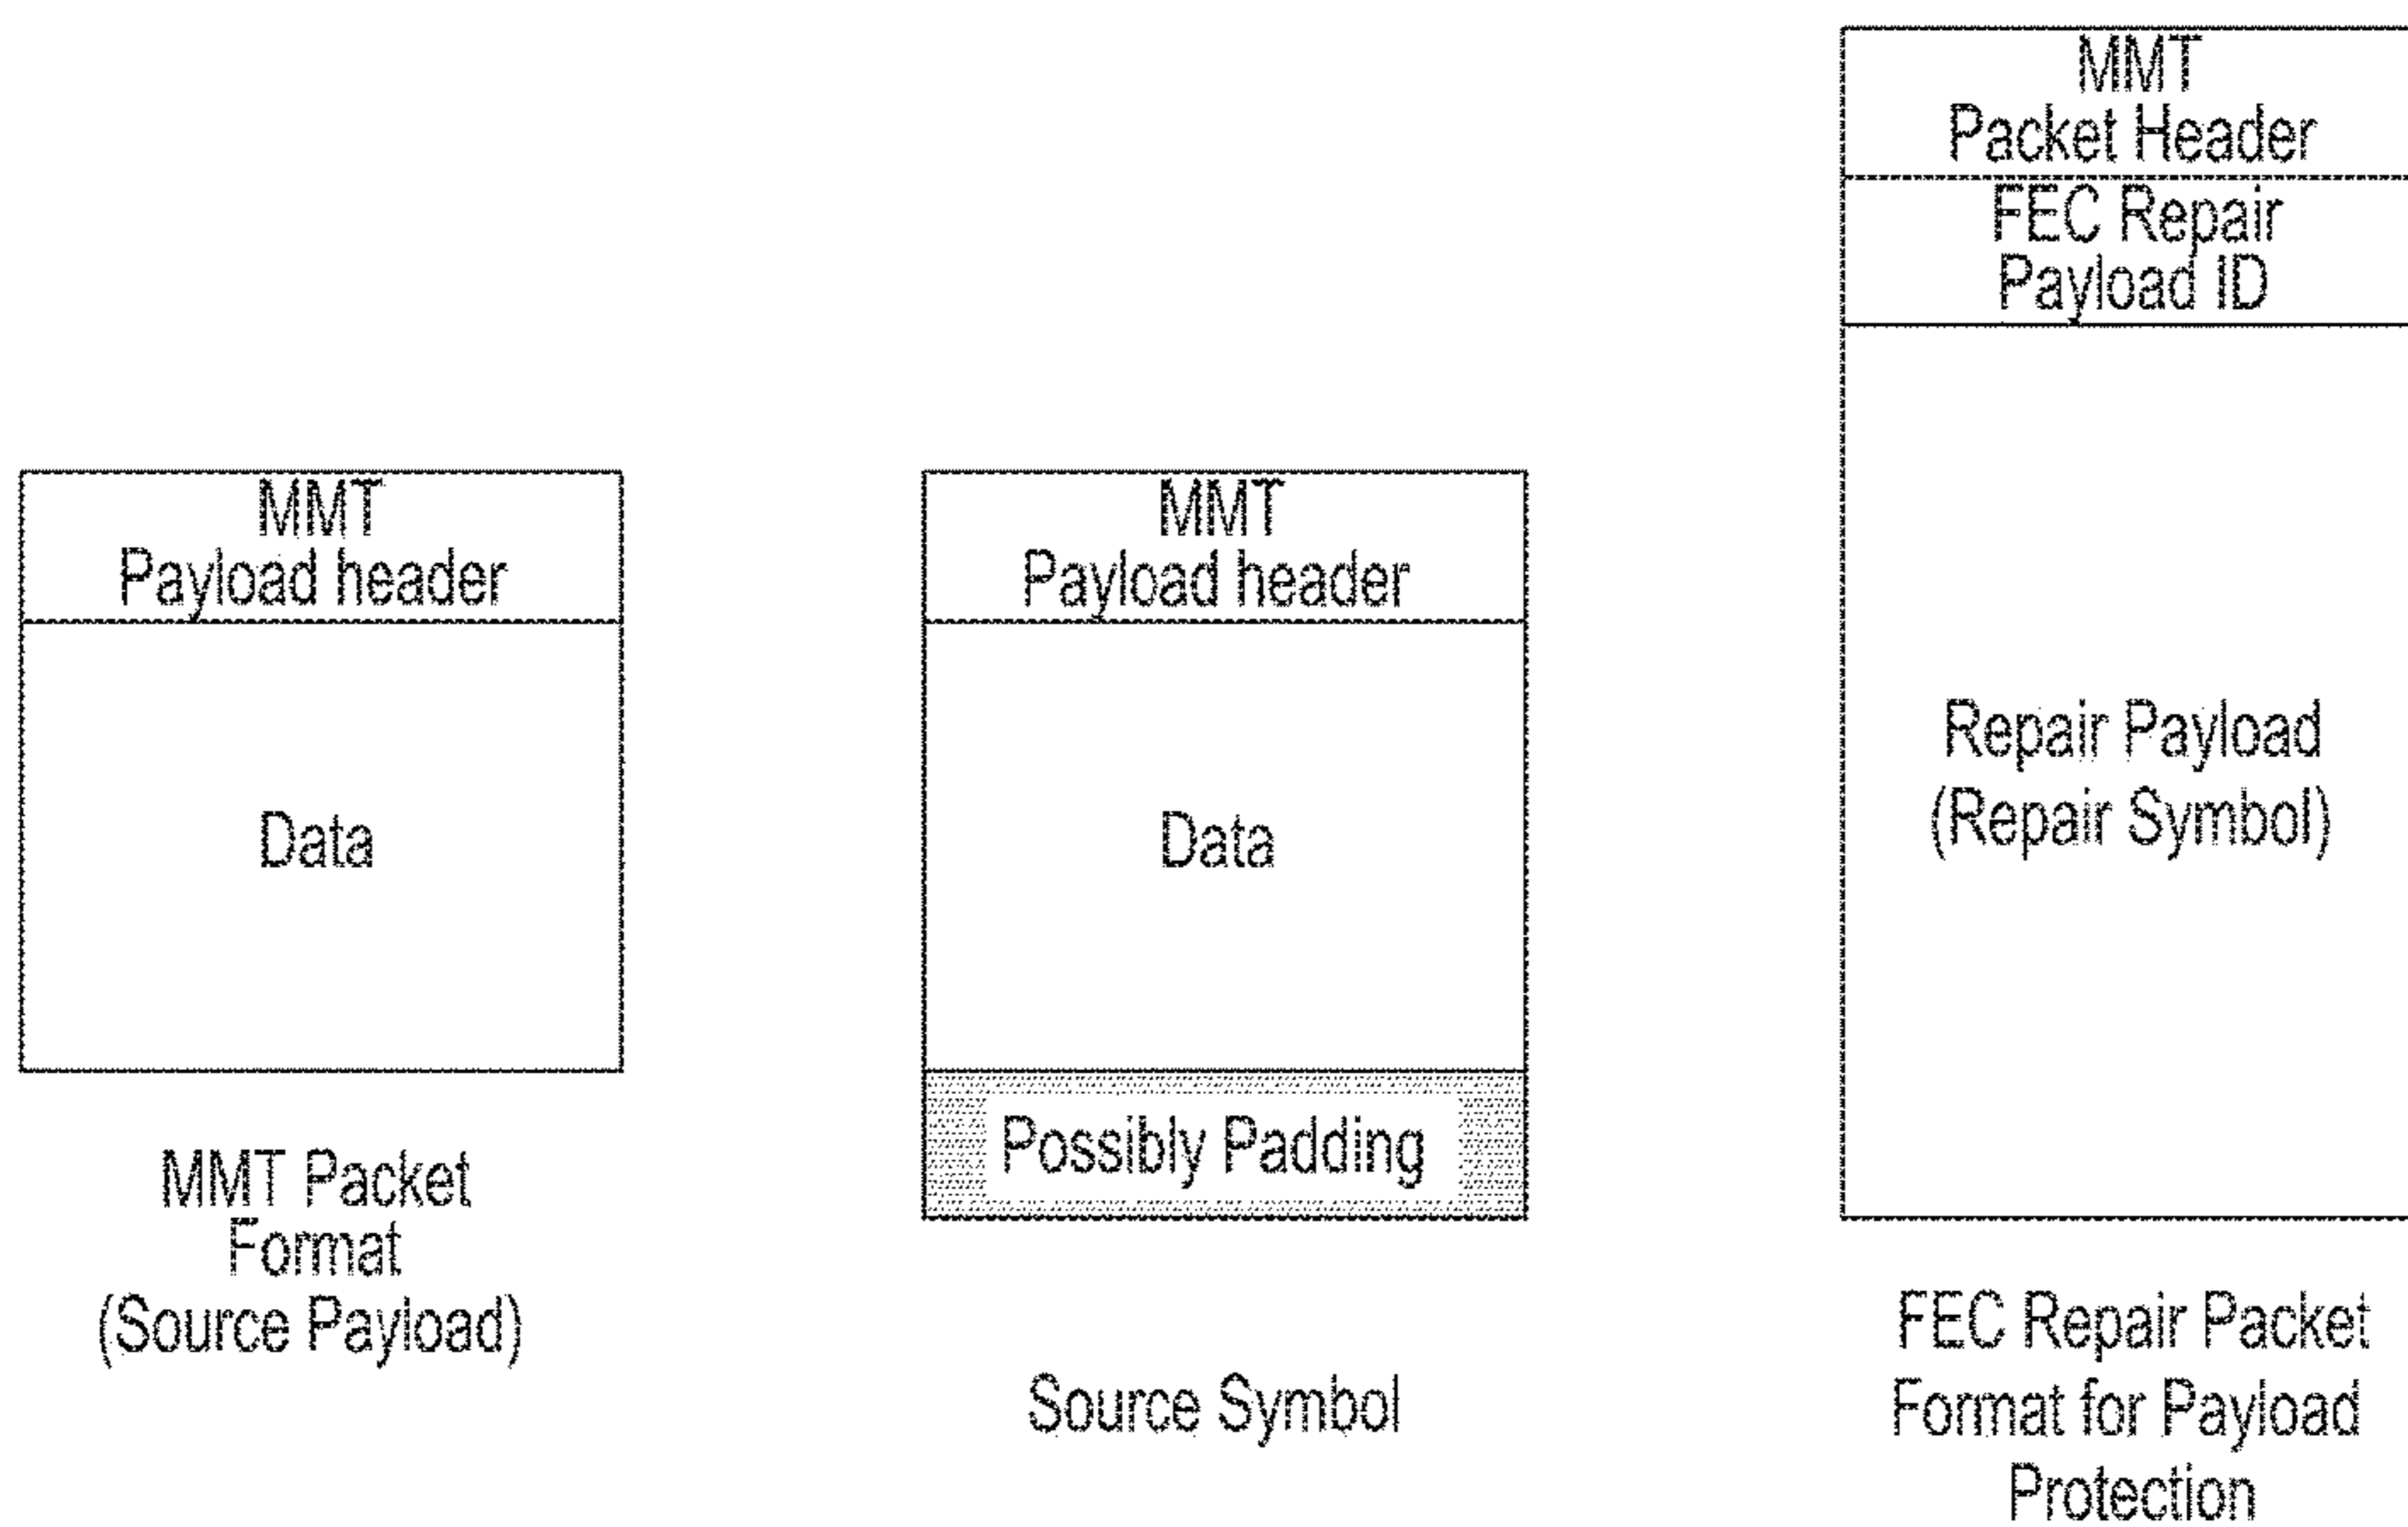 MMT
Payload header
Data
MMT Packet
Format
(Source Payload)
MMT
Payload header
Data
Possibly Padding
Source Symbol
MMT
Packet Header
FEC Repair
Payload ID
Repair Payload
(Repair Symbol)
FEC Repair Packet
Format for Payload
Protection